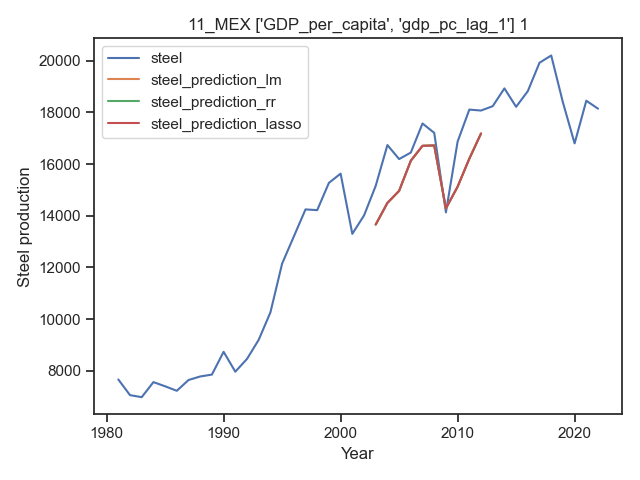 11_MEX ['GDP_per_capita', 'gdp_pc_lag_1'] 1
steel
steel_prediction_lm
steel_prediction_rr
steel_prediction_lasso
Steel production
20000
18000
16000
14000
12000
10000
8000
1980
1990
2000
2010
2020
Year